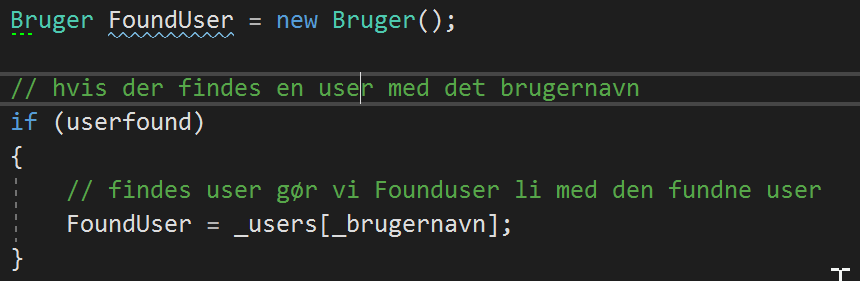 Bruger FoundUser = new Bruger();
// hvis der findes en user med det brugernavn
if (userfound)
{
// findes user gør vi Founduser li med den fundne user
FoundUser = _users[_brugernavn];
}